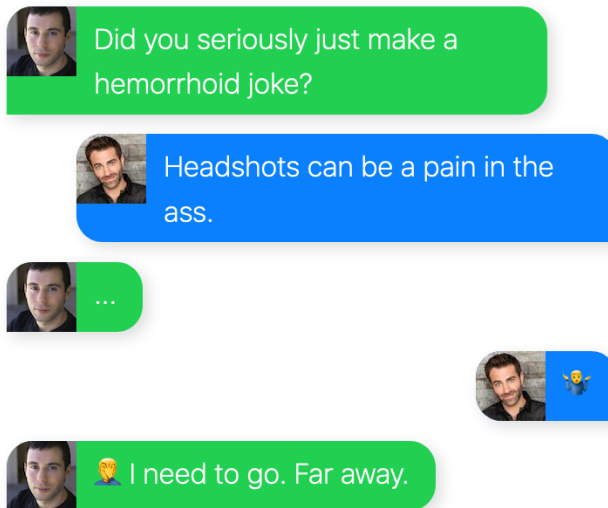 Did you seriously just make a
hemorrhoid joke?
Headshots can be a pain in the
ass.
...
🤷‍♂️
🤦‍♂️ I need to go. Far away.